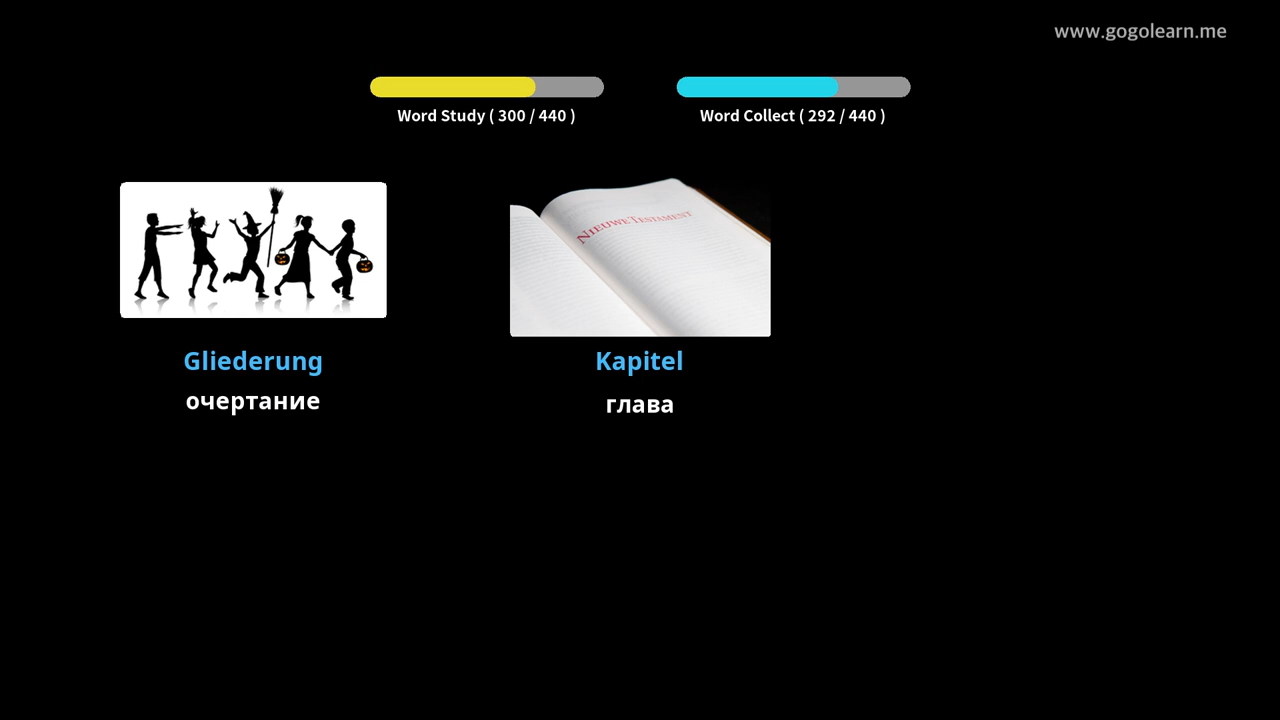 www.gogolearn.me
Word Study ( 300 / 440 )
Word Collect ( 292 / 440 )
NIEUWE TESTAMENT
Gliederung
очертание
Kapitel
глава